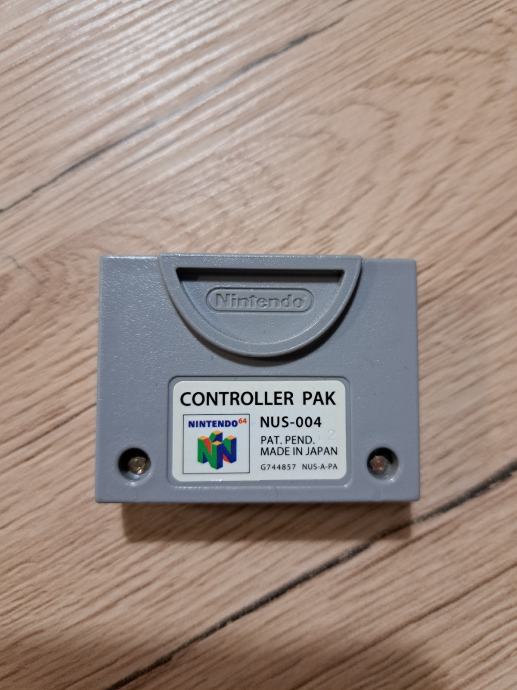 Nintendo
CONTROLLER PAK
NINTENDO64
NUS-004
PAT. PEND.
MADE IN JAPAN
G744857 NUS-A-PA